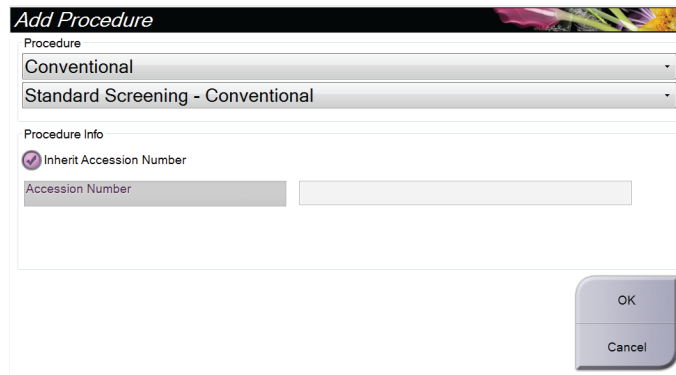 Add Procedure
Procedure
Conventional
Standard Screening - Conventional
Procedure Info
Inherit Accession Number
Accession Number
OK
Cancel